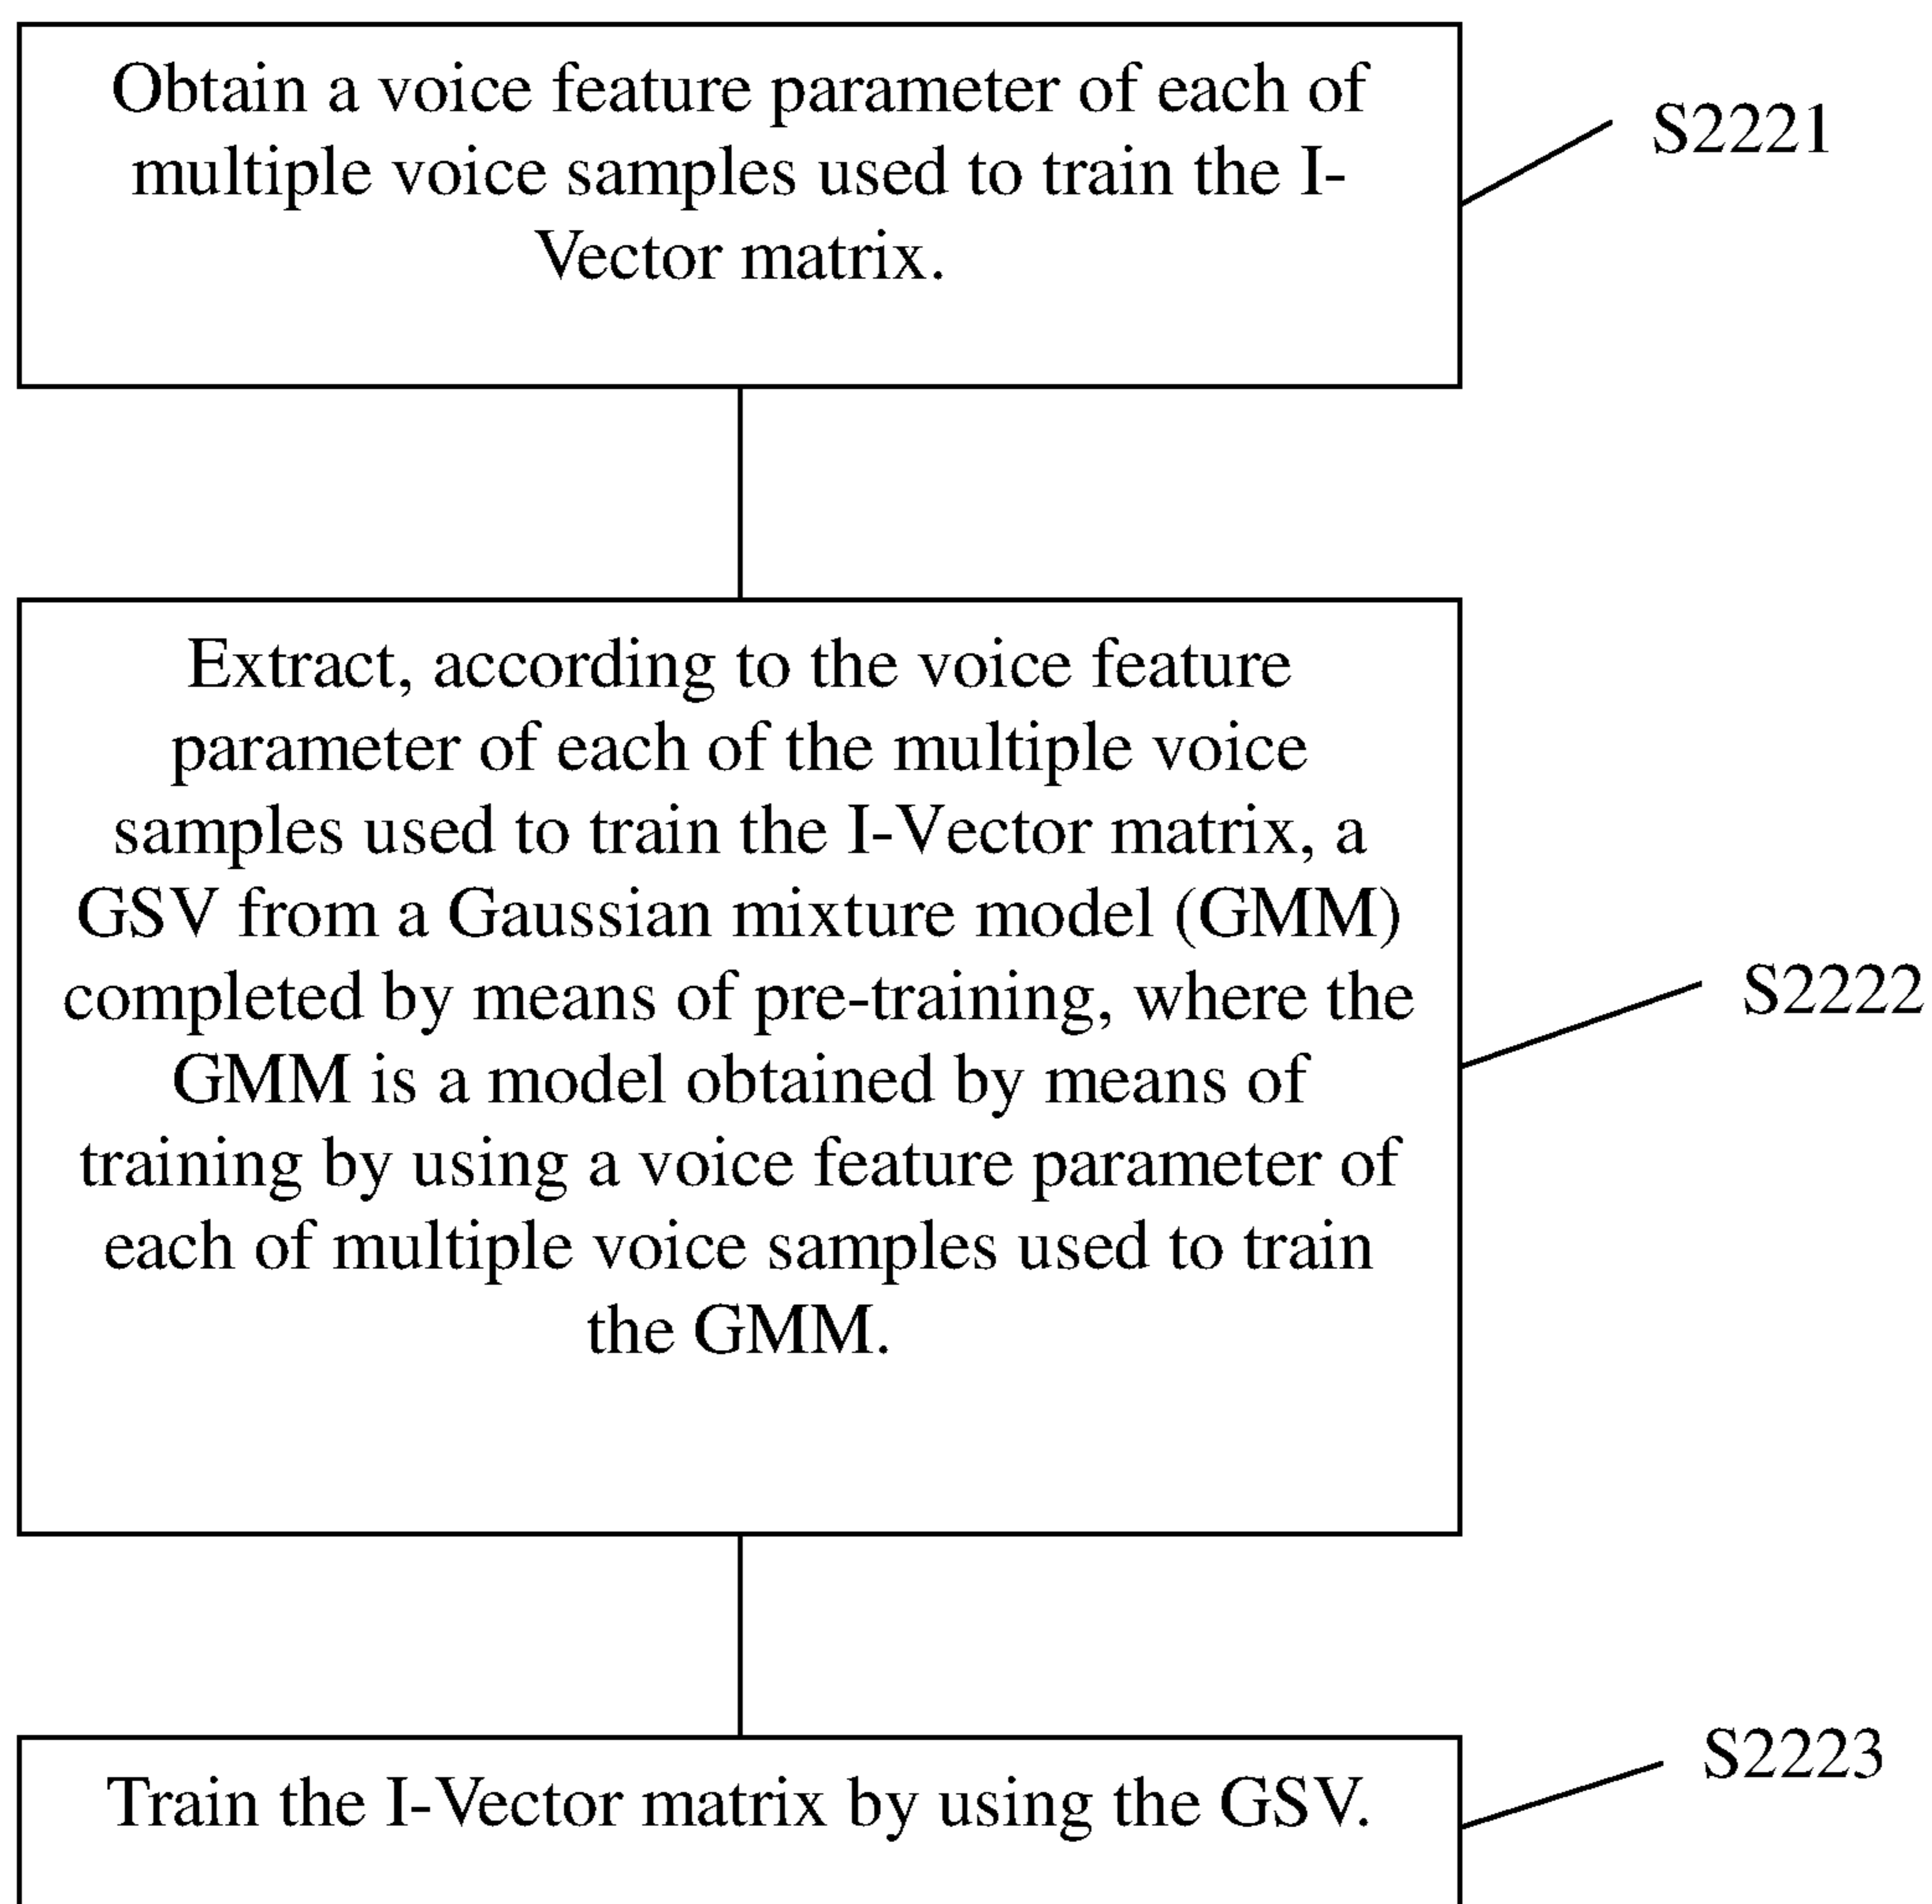 Obtain a voice feature parameter of each of
multiple voice samples used to train the I-
Vector matrix.
S2221
Extract, according to the voice feature
parameter of each of the multiple voice
samples used to train the I-Vector matrix, a
GSV from a Gaussian mixture model (GMM)
completed by means of pre-training, where the
GMM is a model obtained by means of
training by using a voice feature parameter of
each of multiple voice samples used to train
the GMM.
S2222
Train the I-Vector matrix by using the GSV.
S2223